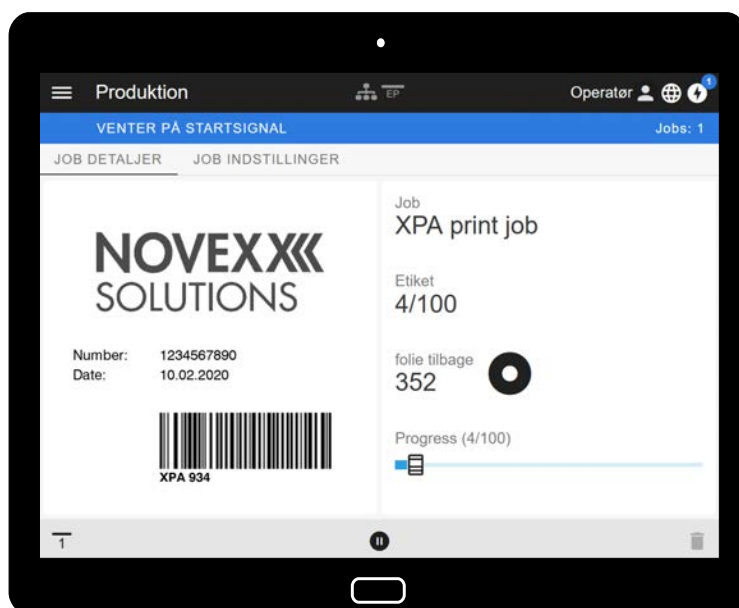 Produktion
EP
Operatør
1
VENTER PÅ STARTSIGNAL
Jobs: 1
JOB DETALJER
JOB INDSTILLINGER
NOVEXX
SOLUTIONS
Number: 1234567890
Date: 10.02.2020
XPA 934
Job
XPA print job
Etiket
4/100
folie tilbage
352
Progress (4/100)
1